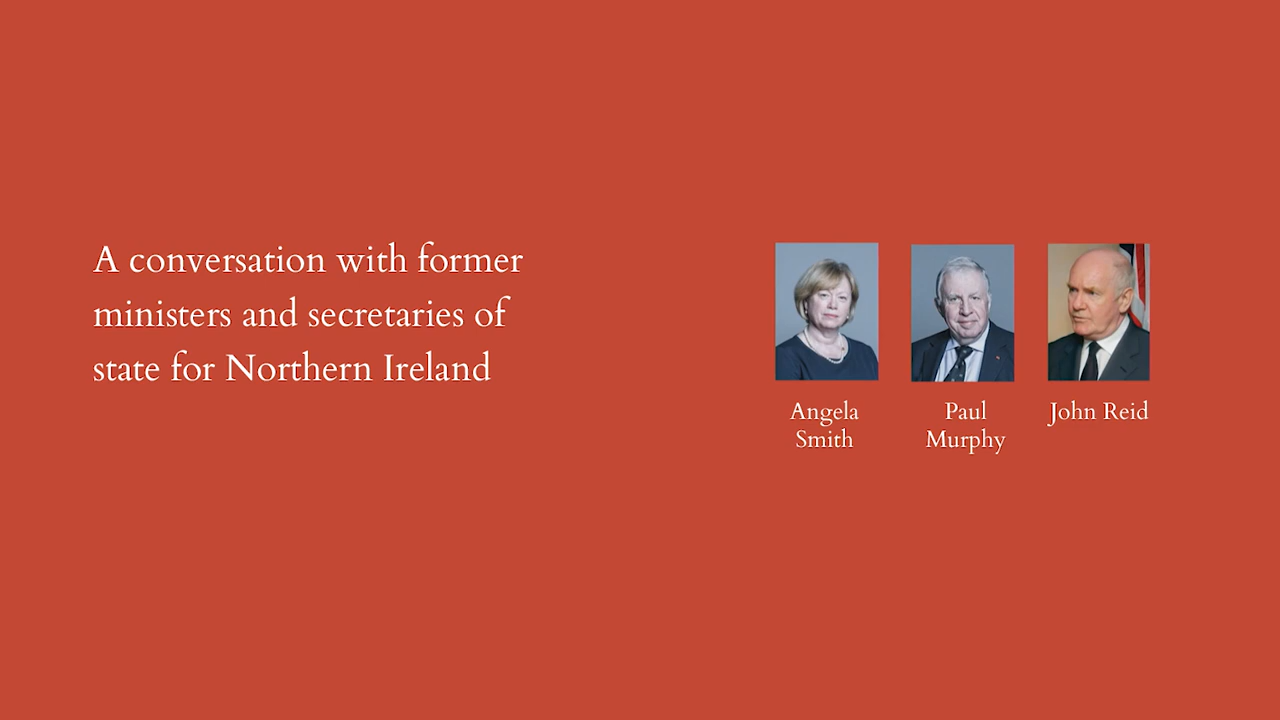 A conversation with former
ministers and secretaries of
state for Northern Ireland
Angela
Smith
Paul
Murphy
John Reid